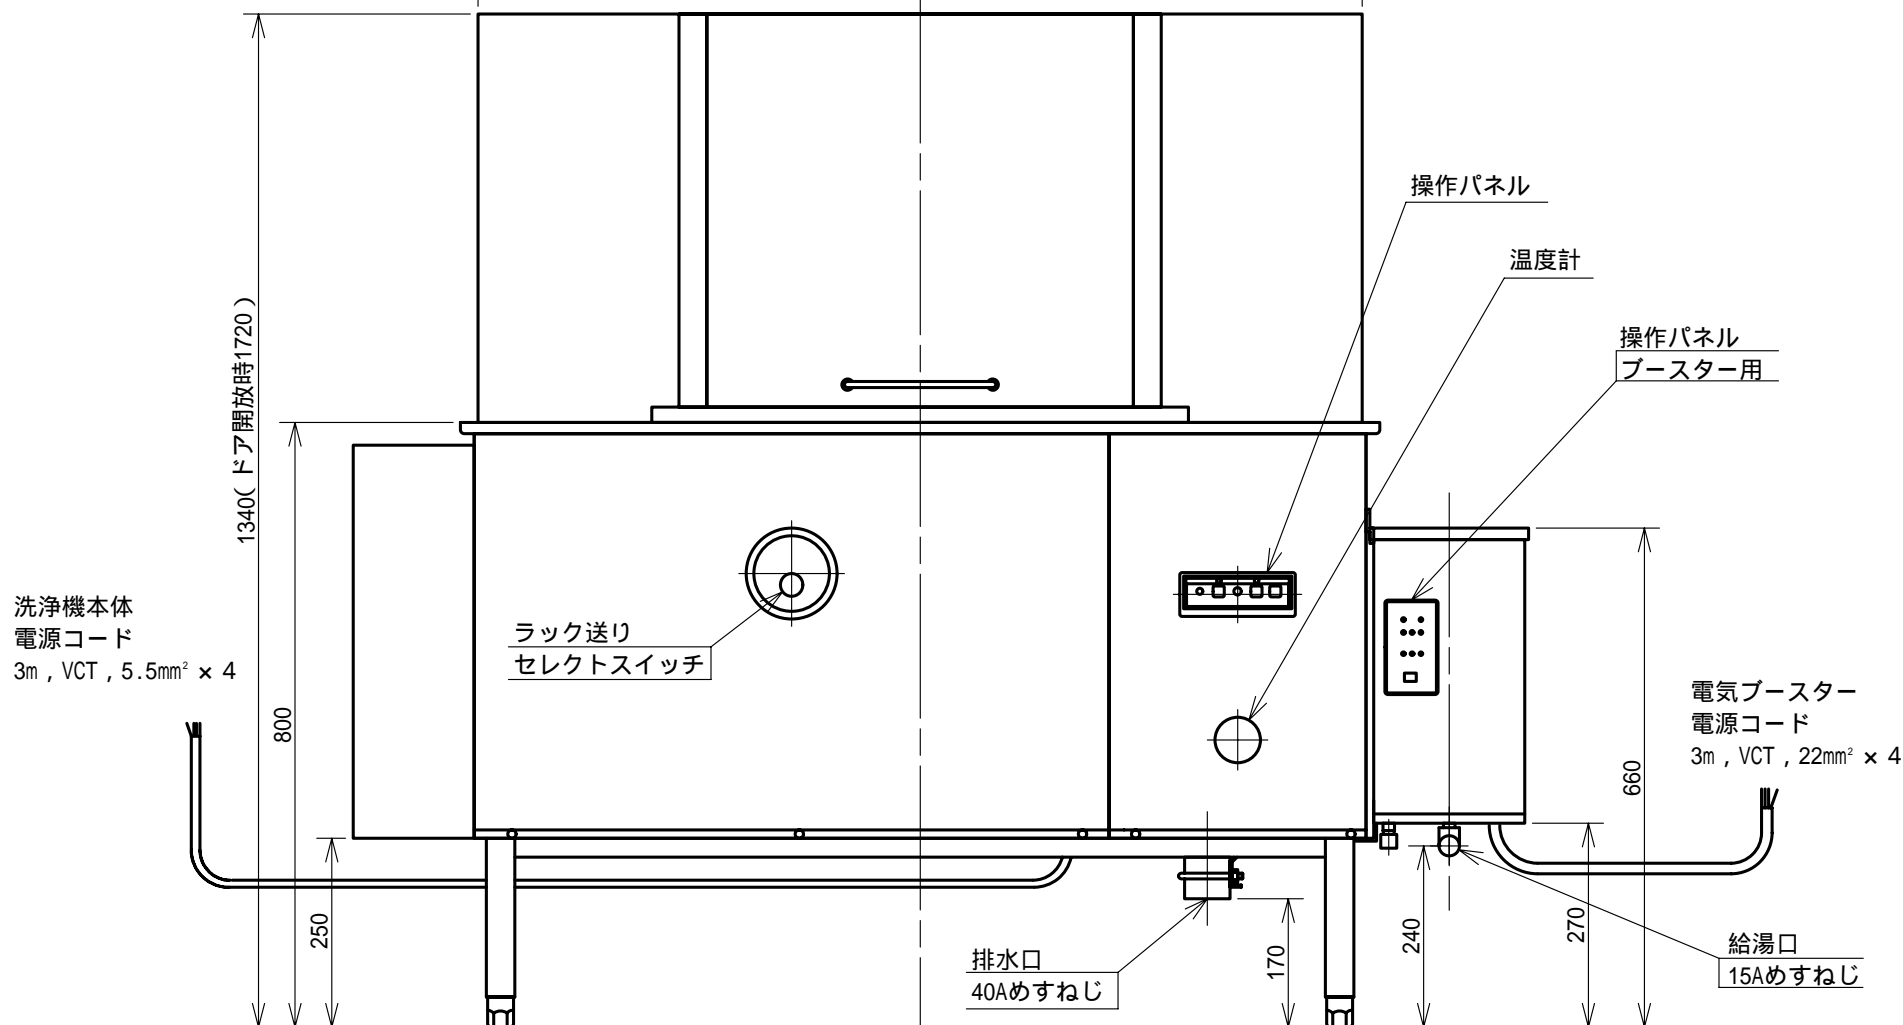 操作パネル
温度計
操作パネル
ブースター用
1340(ドア開放時1720)
洗浄機本体
電源コード
3m , VCT , 5.5mm² × 4
ラック送り
セレクトスイッチ
電気ブースター
電源コード
3m , VCT , 22mm² × 4
800
660
250
排水口
40Aめすねじ
170
240
270
給湯口
15Aめすねじ